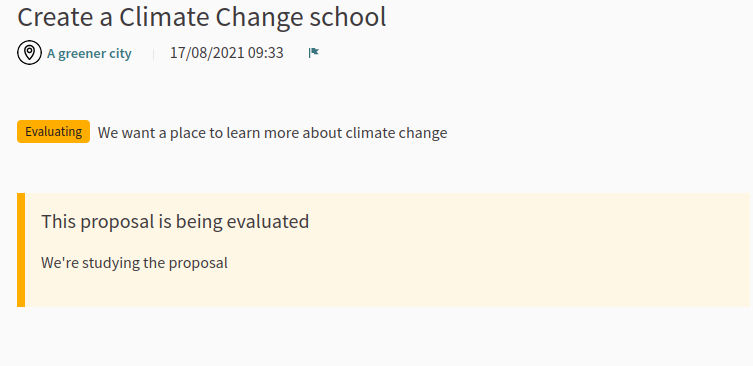 Create a Climate Change school
A greener city 17/08/2021 09:33
Evaluating We want a place to learn more about climate change
This proposal is being evaluated
We're studying the proposal